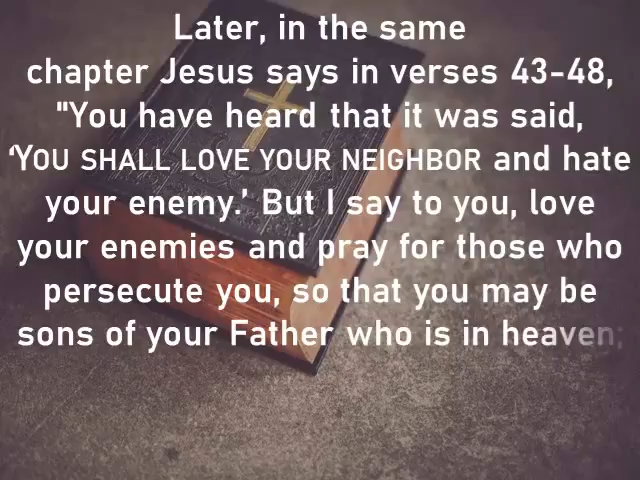 Later, in the same
chapter Jesus says in verses 43-48,
"You have heard that it was said,
‘YOU SHALL LOVE YOUR NEIGHBOR and hate
your enemy.’ But I say to you, love
your enemies and pray for those who
persecute you, so that you may be
sons of your Father who is in heaven;